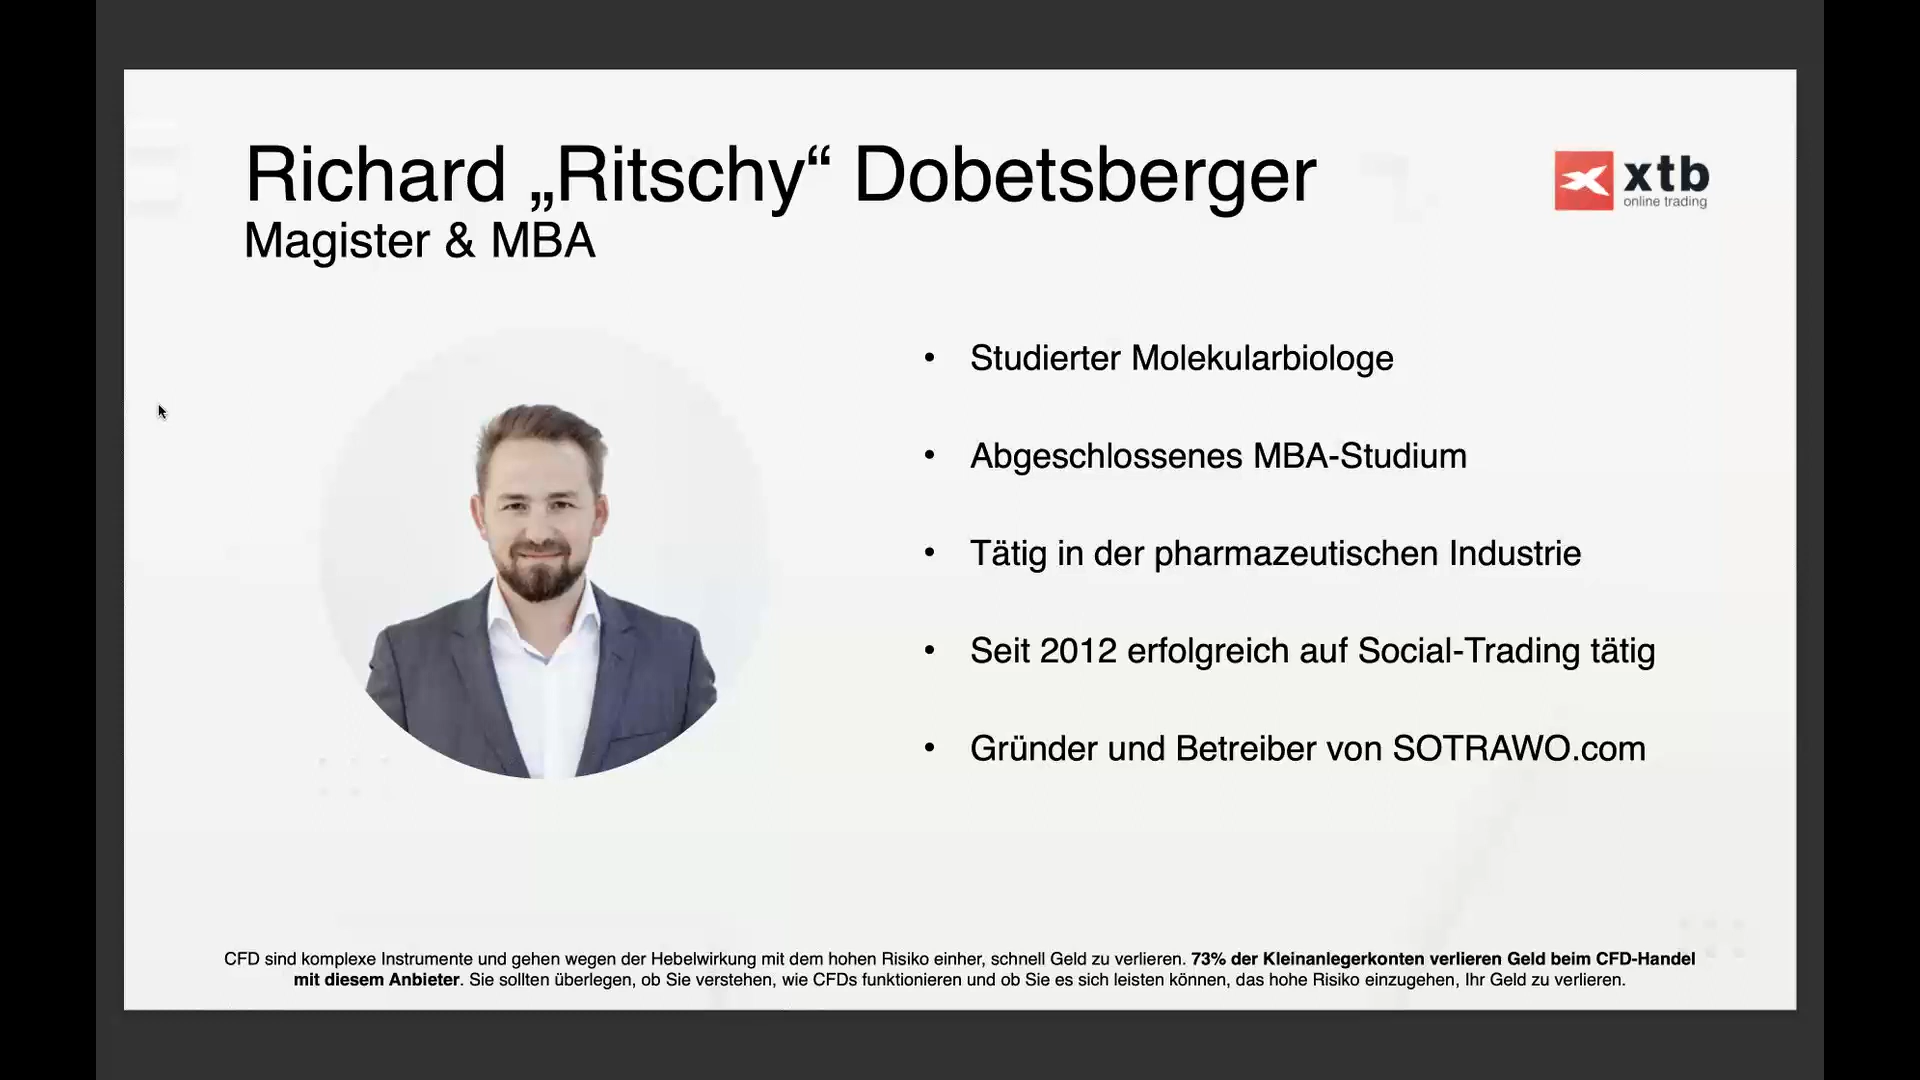 Richard „Ritschy“ Dobetsberger
Magister & MBA
xtb
online trading
• Studierter Molekularbiologe
• Abgeschlossenes MBA-Studium
• Tätig in der pharmazeutischen Industrie
• Seit 2012 erfolgreich auf Social-Trading tätig
• Gründer und Betreiber von SOTRAWO.com
CFD sind komplexe Instrumente und gehen wegen der Hebelwirkung mit dem hohen Risiko einher, schnell Geld zu verlieren. 73% der Kleinanlegerkonten verlieren Geld beim CFD-Handel
mit diesem Anbieter. Sie sollten überlegen, ob Sie verstehen, wie CFDs funktionieren und ob Sie es sich leisten können, das hohe Risiko einzugehen, Ihr Geld zu verlieren.